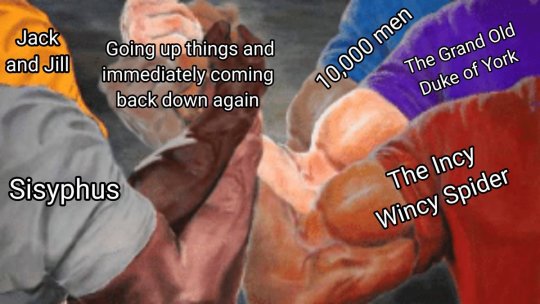 Jack
and Jill
Going up things and
immediately coming
back down again
10,000 men
The Grand Old
Duke of York
Sisyphus
The Incy
Wincy Spider